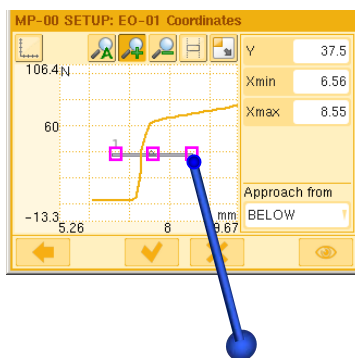 MP-00 SETUP: EO-01 Coordinates
A
Y 37.5
106.4 N
Xmin 6.56
60
Xmax 8.55
1
Approach from
-13.3 mm
BELOW
5.26 8 9.67